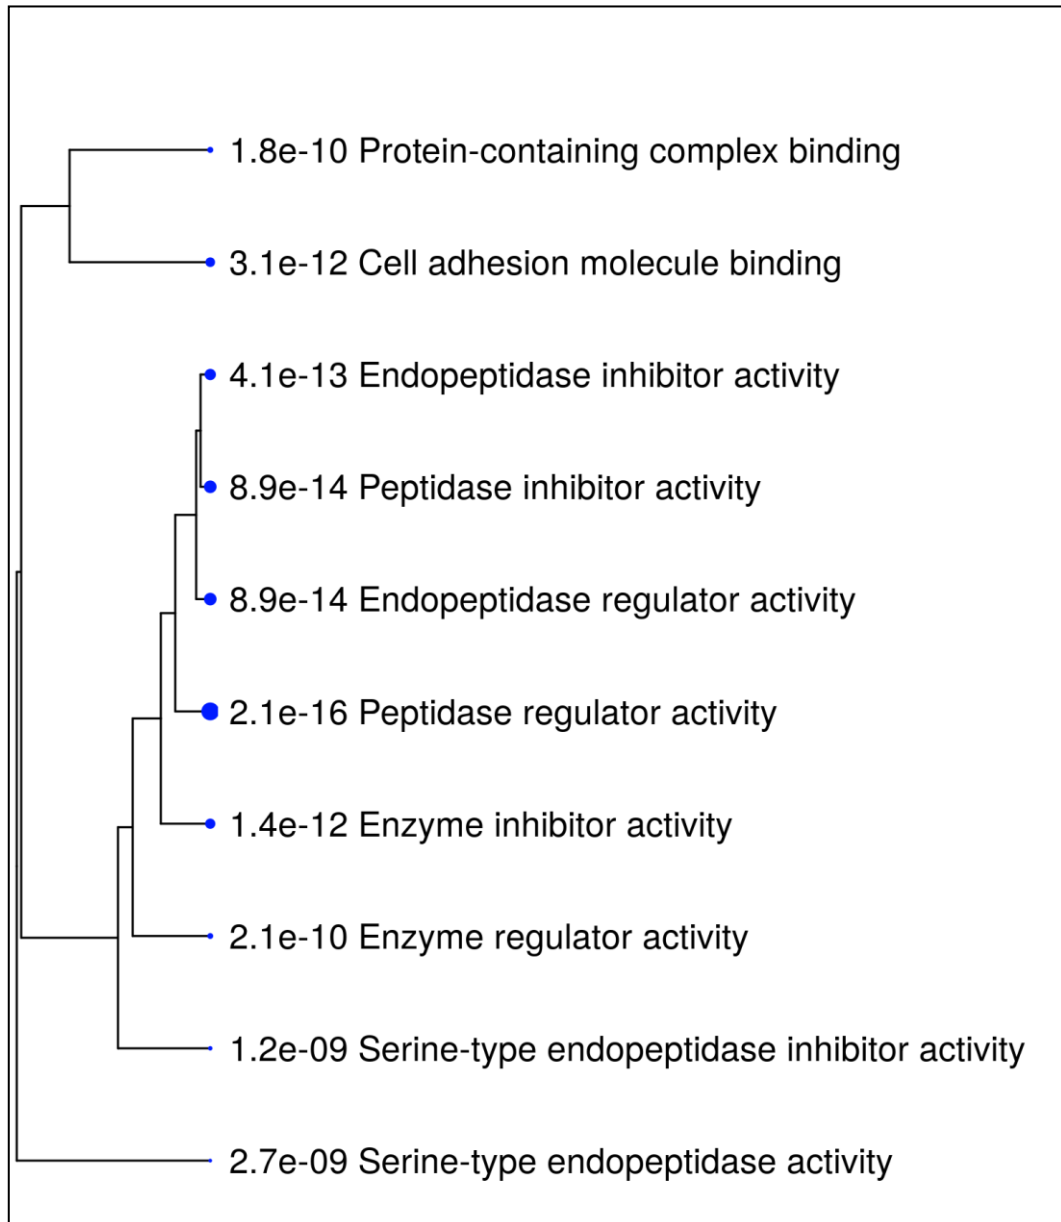 1.8e-10 Protein-containing complex binding
3.1e-12 Cell adhesion molecule binding
4.1e-13 Endopeptidase inhibitor activity
8.9e-14 Peptidase inhibitor activity
8.9e-14 Endopeptidase regulator activity
2.1e-16 Peptidase regulator activity
1.4e-12 Enzyme inhibitor activity
2.1e-10 Enzyme regulator activity
1.2e-09 Serine-type endopeptidase inhibitor activity
2.7e-09 Serine-type endopeptidase activity